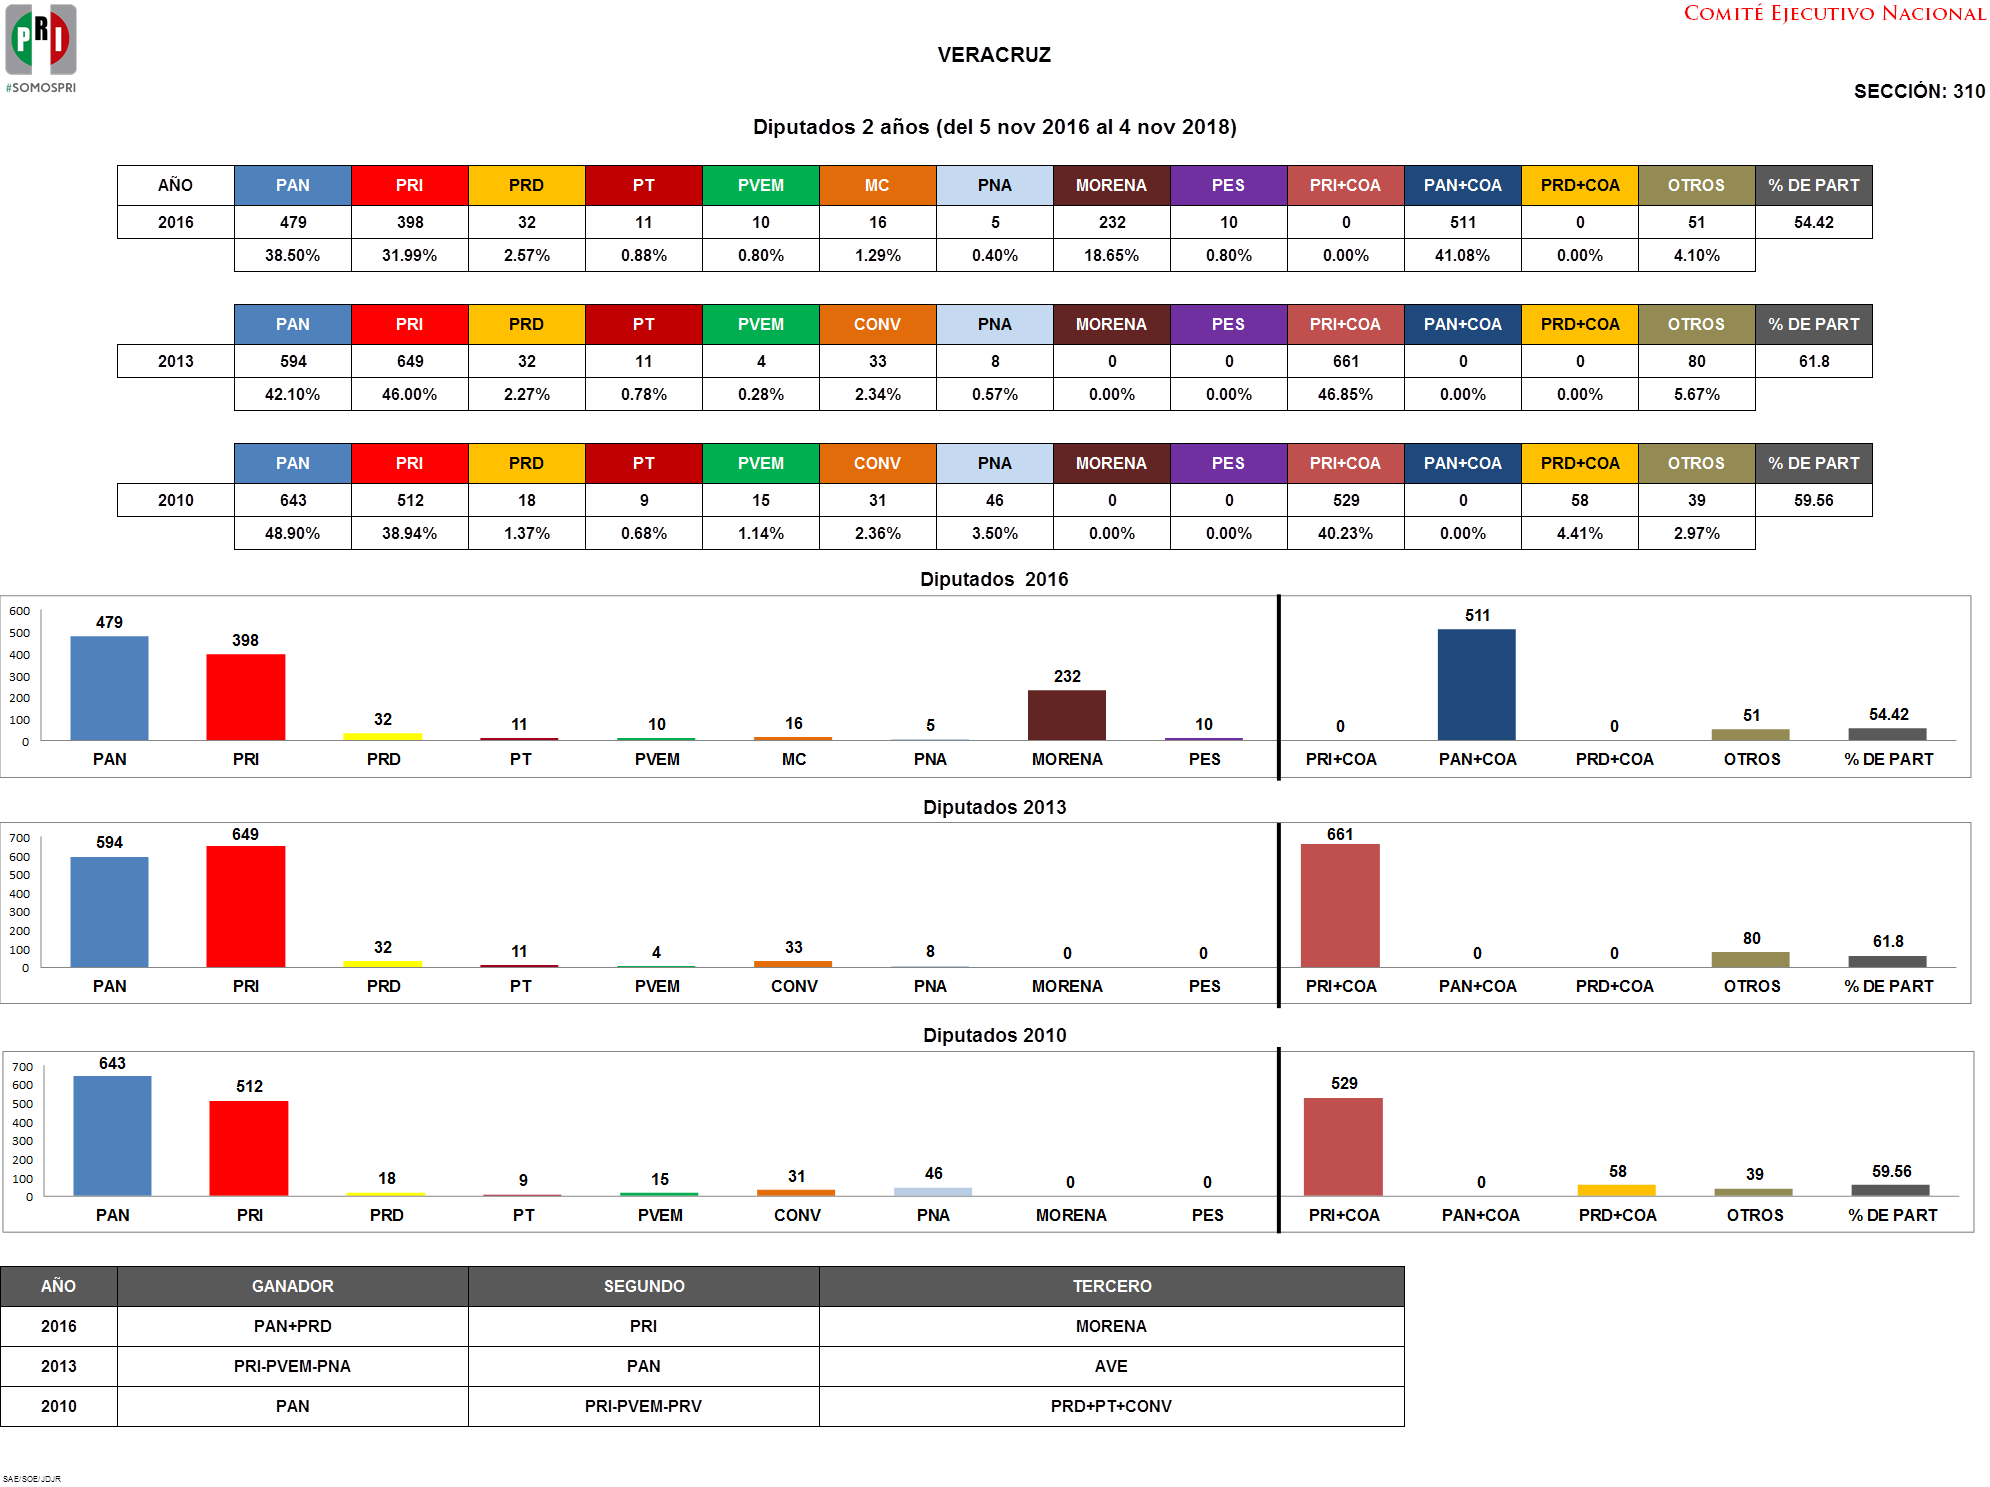 PRI
#SOMOSPRI
COMITÉ EJECUTIVO NACIONAL
VERACRUZ
SECCIÓN: 310
Diputados 2 años (del 5 nov 2016 al 4 nov 2018)
AÑO PAN PRI PRD PT PVEM MC PNA MORENA PES PRI+COA PAN+COA PRD+COA OTROS % DE PART
2016 479 398 32 11 10 16 5 232 10 0 511 0 51 54.42
38.50% 31.99% 2.57% 0.88% 0.80% 1.29% 0.40% 18.65% 0.80% 0.00% 41.08% 0.00% 4.10%
PAN PRI PRD PT PVEM CONV PNA MORENA PES PRI+COA PAN+COA PRD+COA OTROS % DE PART
2013 594 649 32 11 4 33 8 0 0 661 0 0 80 61.8
42.10% 46.00% 2.27% 0.78% 0.28% 2.34% 0.57% 0.00% 0.00% 46.85% 0.00% 0.00% 5.67%
PAN PRI PRD PT PVEM CONV PNA MORENA PES PRI+COA PAN+COA PRD+COA OTROS % DE PART
2010 643 512 18 9 15 31 46 0 0 529 0 58 39 59.56
48.90% 38.94% 1.37% 0.68% 1.14% 2.36% 3.50% 0.00% 0.00% 40.23% 0.00% 4.41% 2.97%
Diputados 2016
600
500
400
300
200
100
0
479 398 32 11 10 16 5 232 10 0 511 0 51 54.42
PAN PRI PRD PT PVEM MC PNA MORENA PES PRI+COA PAN+COA PRD+COA OTROS % DE PART
Diputados 2013
700
600
500
400
300
200
100
0
594 649 32 11 4 33 8 0 0 661 0 0 80 61.8
PAN PRI PRD PT PVEM CONV PNA MORENA PES PRI+COA PAN+COA PRD+COA OTROS % DE PART
Diputados 2010
700
600
500
400
300
200
100
0
643 512 18 9 15 31 46 0 0 529 0 58 39 59.56
PAN PRI PRD PT PVEM CONV PNA MORENA PES PRI+COA PAN+COA PRD+COA OTROS % DE PART
AÑO GANADOR SEGUNDO TERCERO
2016 PAN+PRD PRI MORENA
2013 PRI-PVEM-PNA PAN AVE
2010 PAN PRI-PVEM-PRV PRD+PT+CONV
SAE/SOE/JDJR